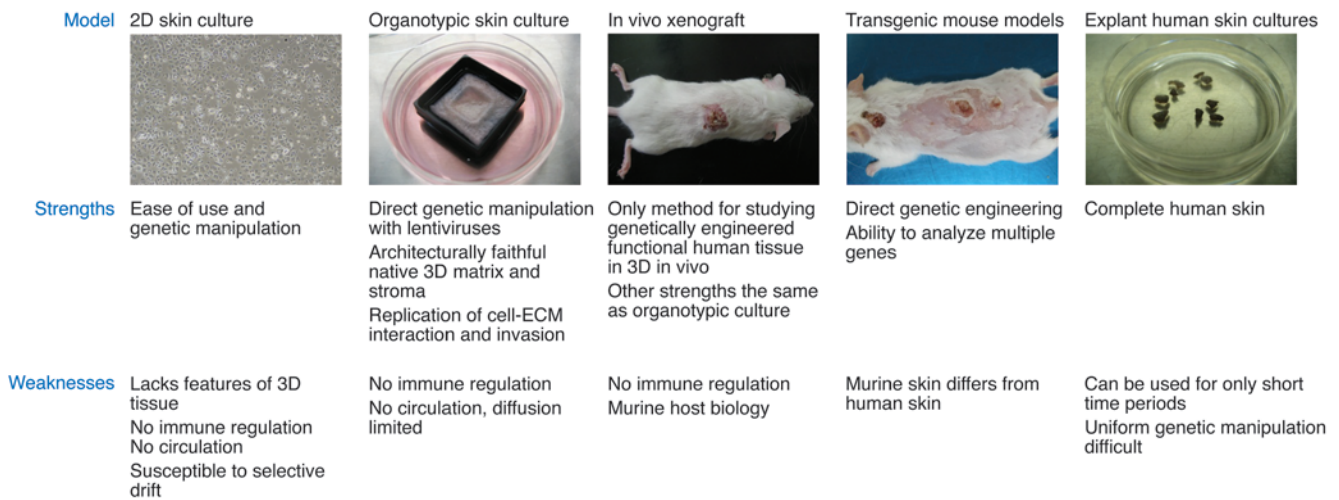 Model
2D skin culture
Organotypic skin culture
In vivo xenograft
Transgenic mouse models
Explant human skin cultures
Strengths
Ease of use and
genetic manipulation
Direct genetic manipulation
with lentiviruses
Architecturally faithful
native 3D matrix and
stroma
Replication of cell-ECM
interaction and invasion
Only method for studying
genetically engineered
functional human tissue
in 3D in vivo
Other strengths the same
as organotypic culture
Direct genetic engineering
Ability to analyze multiple
genes
Complete human skin
Weaknesses
Lacks features of 3D
tissue
No immune regulation
No circulation
Susceptible to selective
drift
No immune regulation
No circulation, diffusion
limited
No immune regulation
Murine host biology
Murine skin differs from
human skin
Can be used for only short
time periods
Uniform genetic manipulation
difficult